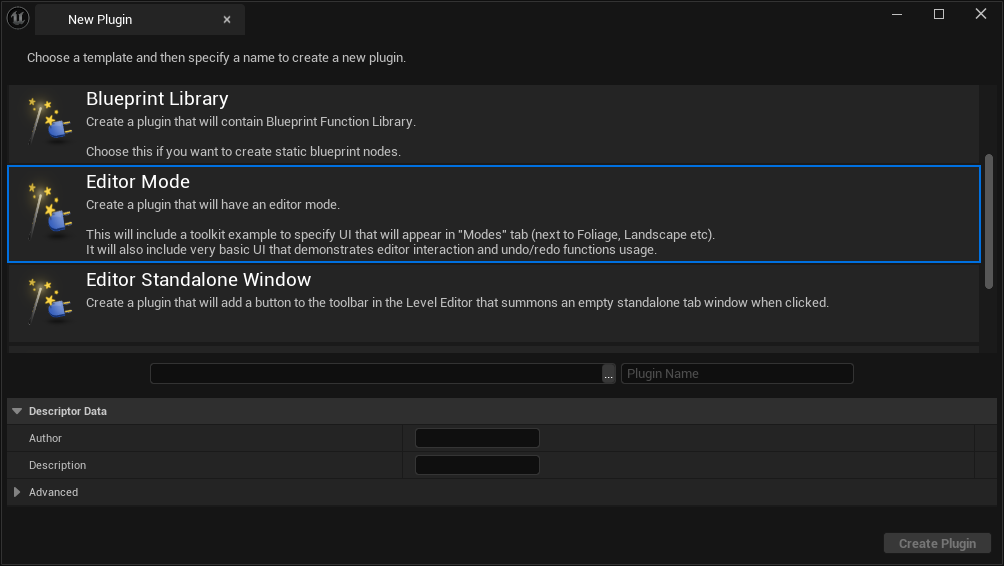 New Plugin
Choose a template and then specify a name to create a new plugin.
Blueprint Library
Create a plugin that will contain Blueprint Function Library.
Choose this if you want to create static blueprint nodes.
Editor Mode
Create a plugin that will have an editor mode.
This will include a toolkit example to specify UI that will appear in "Modes" tab (next to Foliage, Landscape etc).
It will also include very basic UI that demonstrates editor interaction and undo/redo functions usage.
Editor Standalone Window
Create a plugin that will add a button to the toolbar in the Level Editor that summons an empty standalone tab window when clicked.
... Plugin Name
Descriptor Data
Author
Description
Advanced
Create Plugin